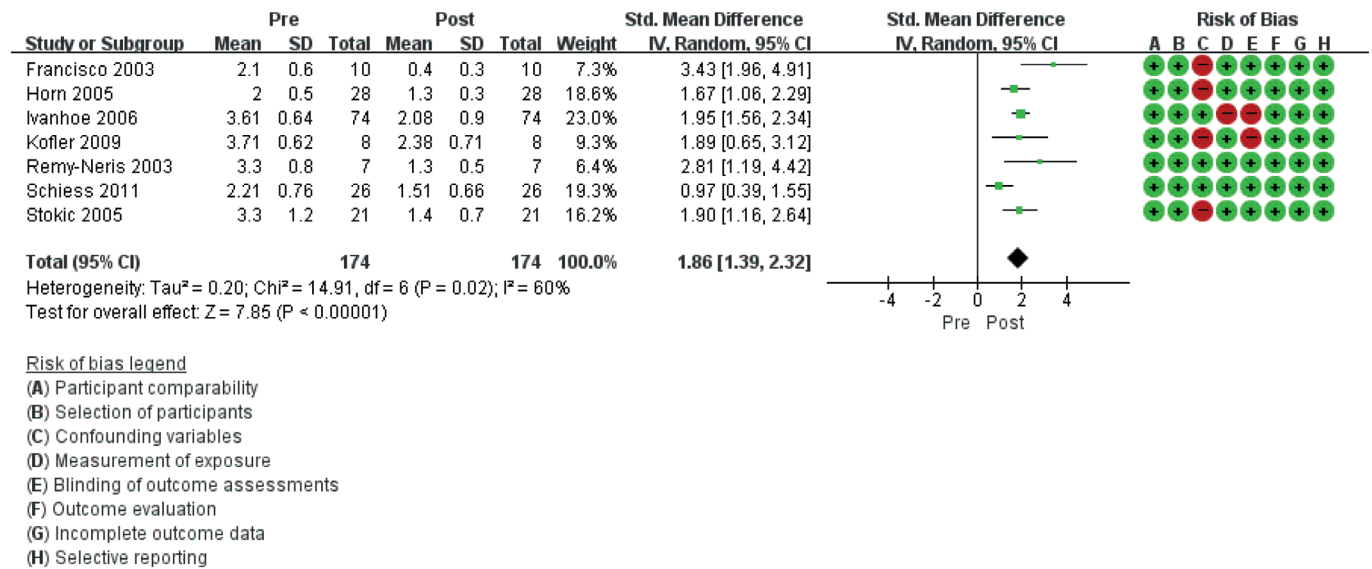 Pre Post Std. Mean Difference Std. Mean Difference Risk of Bias
Study or Subgroup Mean SD Total Mean SD Total Weight IV, Random, 95% CI IV, Random, 95% CI A B C D E F G H
Francisco 2003 2.1 0.6 10 0.4 0.3 10 7.3% 3.43 [1.96, 4.91] + + - + + + + +
Horn 2005 2 0.5 28 1.3 0.3 28 18.6% 1.67 [1.06, 2.29] + + - + + + + +
Ivanhoe 2006 3.61 0.64 74 2.08 0.9 74 23.0% 1.95 [1.56, 2.34] + + + - - + + +
Kofler 2009 3.71 0.62 8 2.38 0.71 8 9.3% 1.89 [0.65, 3.12] + + - + - + + +
Remy-Neris 2003 3.3 0.8 7 1.3 0.5 7 6.4% 2.81 [1.19, 4.42] + + + + + + + +
Schiess 2011 2.21 0.76 26 1.51 0.66 26 19.3% 0.97 [0.39, 1.55] + + + + + + + +
Stokic 2005 3.3 1.2 21 1.4 0.7 21 16.2% 1.90 [1.16, 2.64] + + - + + + + +
Total (95% CI) 174 174 100.0% 1.86 [1.39, 2.32]
Heterogeneity: Tau² = 0.20; Chi² = 14.91, df = 6 (P = 0.02); I² = 60%
Test for overall effect: Z = 7.85 (P < 0.00001)
-4 -2 0 2 4
Pre Post
Risk of bias legend
(A) Participant comparability
(B) Selection of participants
(C) Confounding variables
(D) Measurement of exposure
(E) Blinding of outcome assessments
(F) Outcome evaluation
(G) Incomplete outcome data
(H) Selective reporting